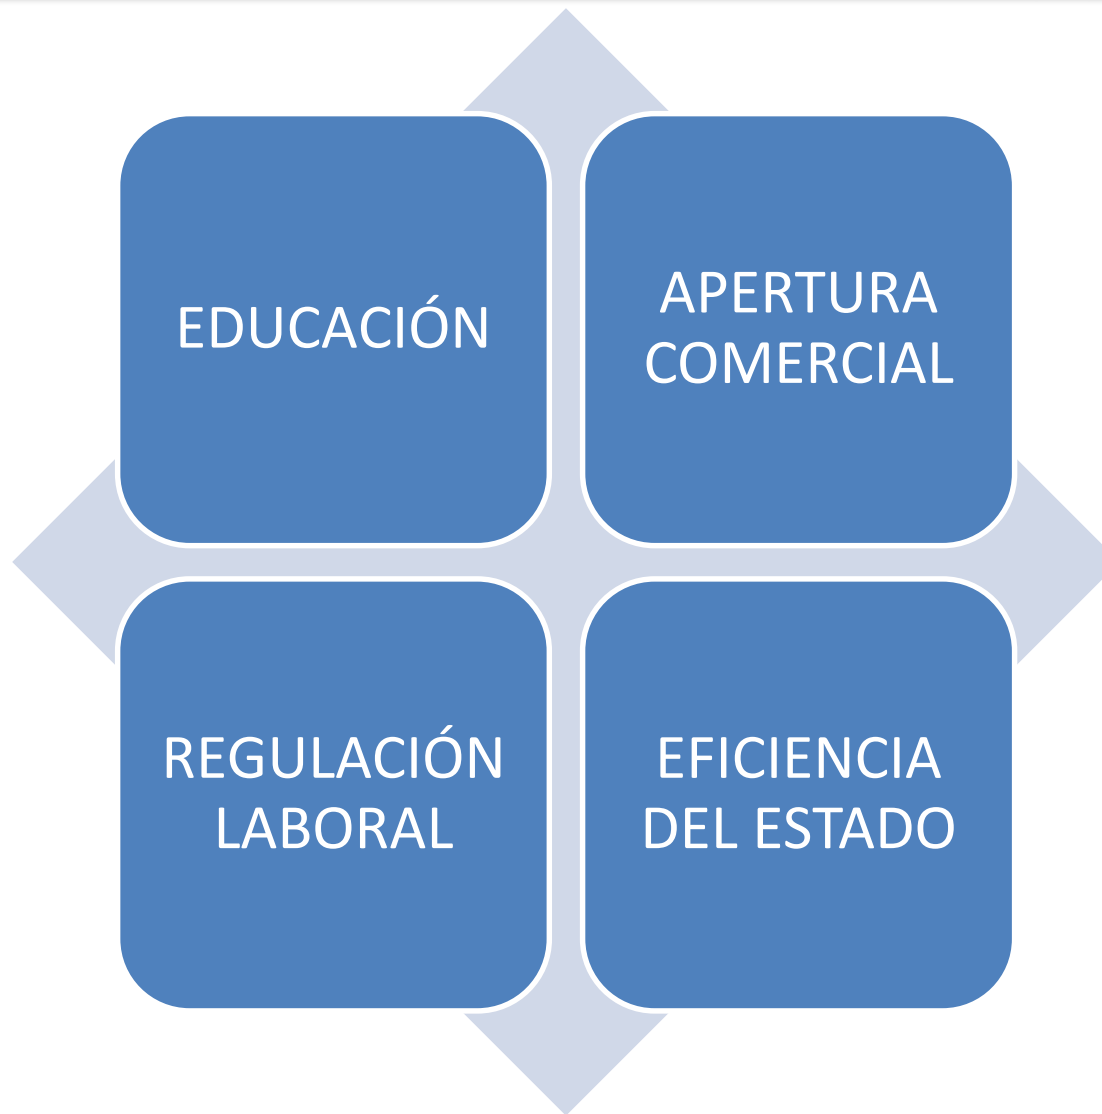 EDUCACIÓN
APERTURA
COMERCIAL
REGULACIÓN
LABORAL
EFICIENCIA
DEL ESTADO